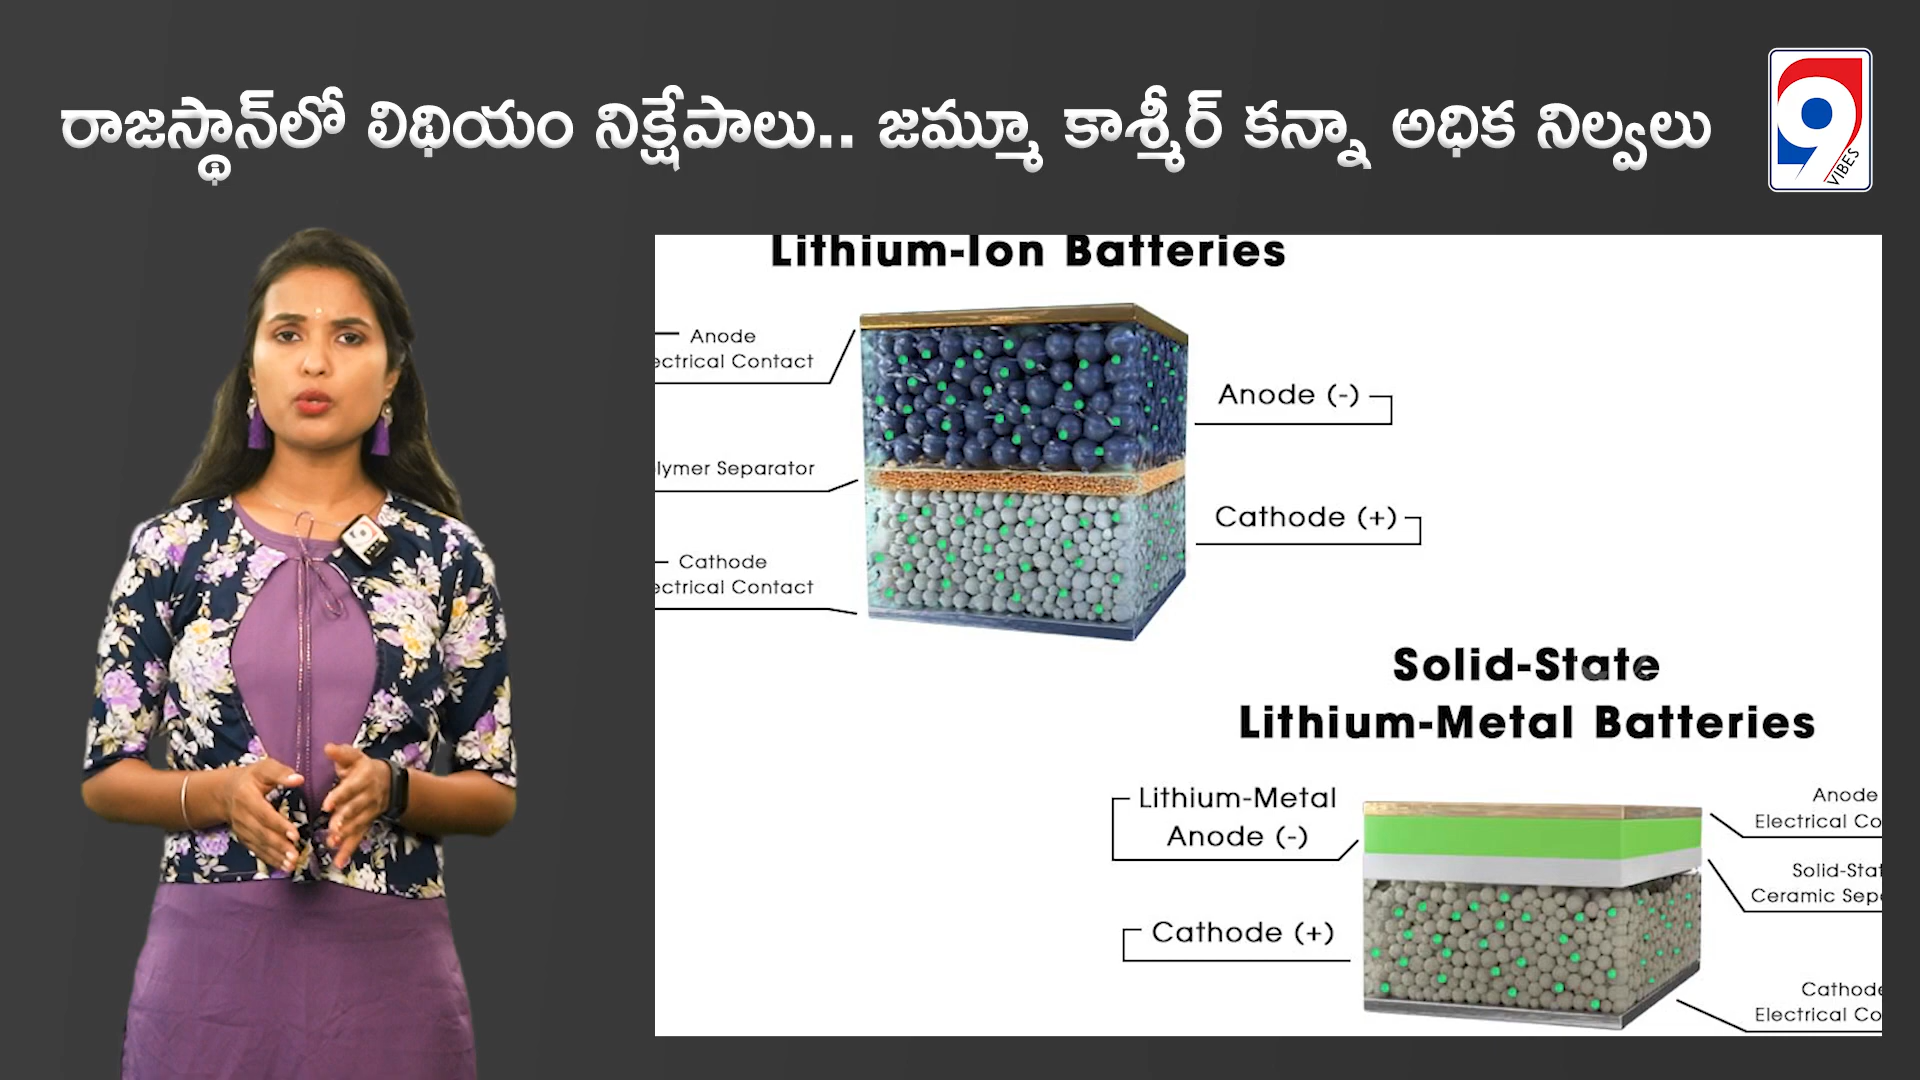 రాజస్థాన్‌లో లిథియం నిక్షేపాలు.. జమ్మూ కాశ్మీర్ కన్నా అధిక నిల్వలు
9
VIBES
Lithium-Ion Batteries
Anode
ectrical Contact
Anode (-)
lymer Separator
Cathode (+)
Cathode
ectrical Contact
Solid-State
Lithium-Metal Batteries
Lithium-Metal
Anode (-)
Anode
Electrical Co
Solid-Stat
Ceramic Sep
Cathode (+)
Cathode
Electrical Co